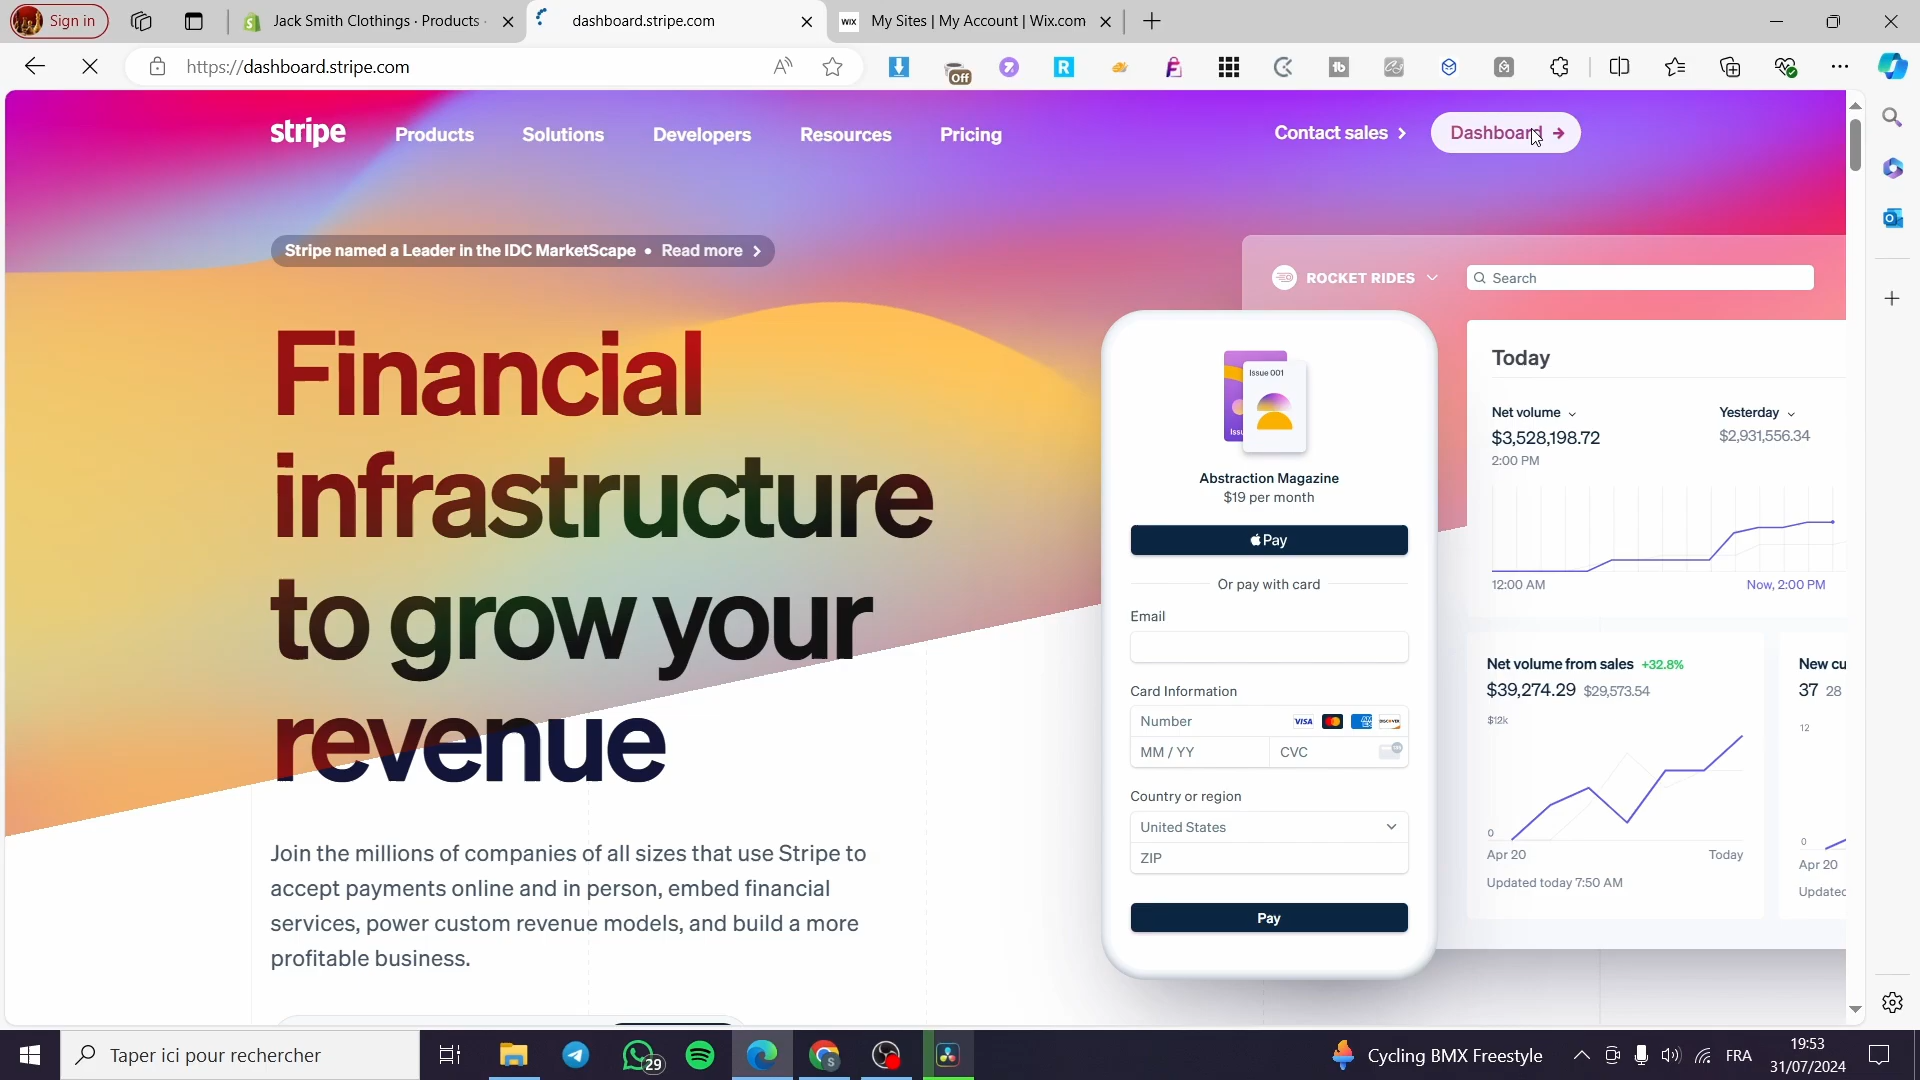 Sign in
Jack Smith Clothings · Products ·
dashboard.stripe.com
WIX My Sites | My Account | Wix.com
https://dashboard.stripe.com
Off
stripe Products Solutions Developers Resources Pricing Contact sales Dashboard
Stripe named a Leader in the IDC MarketScape • Read more
Financial
infrastructure
to grow your
revenue
Join the millions of companies of all sizes that use Stripe to
accept payments online and in person, embed financial
services, power custom revenue models, and build a more
profitable business.
Issue 001
Abstraction Magazine
$19 per month
Pay
Or pay with card
Email
Card Information
Number VISA DISCOVER
MM / YY CVC
Country or region
United States
ZIP
Pay
ROCKET RIDES Search
Today
Net volume Yesterday
$3,528,198.72 $2,931,556.34
2:00 PM
12:00 AM Now, 2:00 PM
Net volume from sales +32.8% New cu
$39,274.29 $29,573.54 37 28
$12k 12
0 0
Apr 20 Today Apr 20
Updated today 7:50 AM Updated
Taper ici pour rechercher
29
Cycling BMX Freestyle
FRA
19:53
31/07/2024